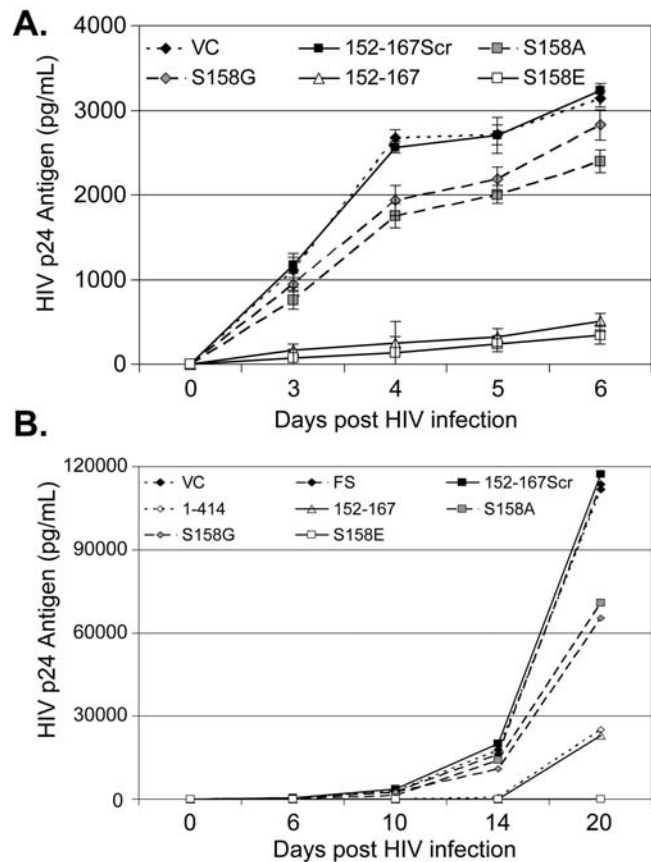 A.
4000
VC 152-167Scr S158A
S158G 152-167 S158E
3000
2000
1000
0
HIV p24 Antigen (pg/mL)
0 3 4 5 6
Days post HIV infection
B.
120000
VC FS 152-167Scr
1-414 152-167 S158A
S158G S158E
90000
60000
30000
0
HIV p24 Antigen (pg/mL)
0 6 10 14 20
Days post HIV infection